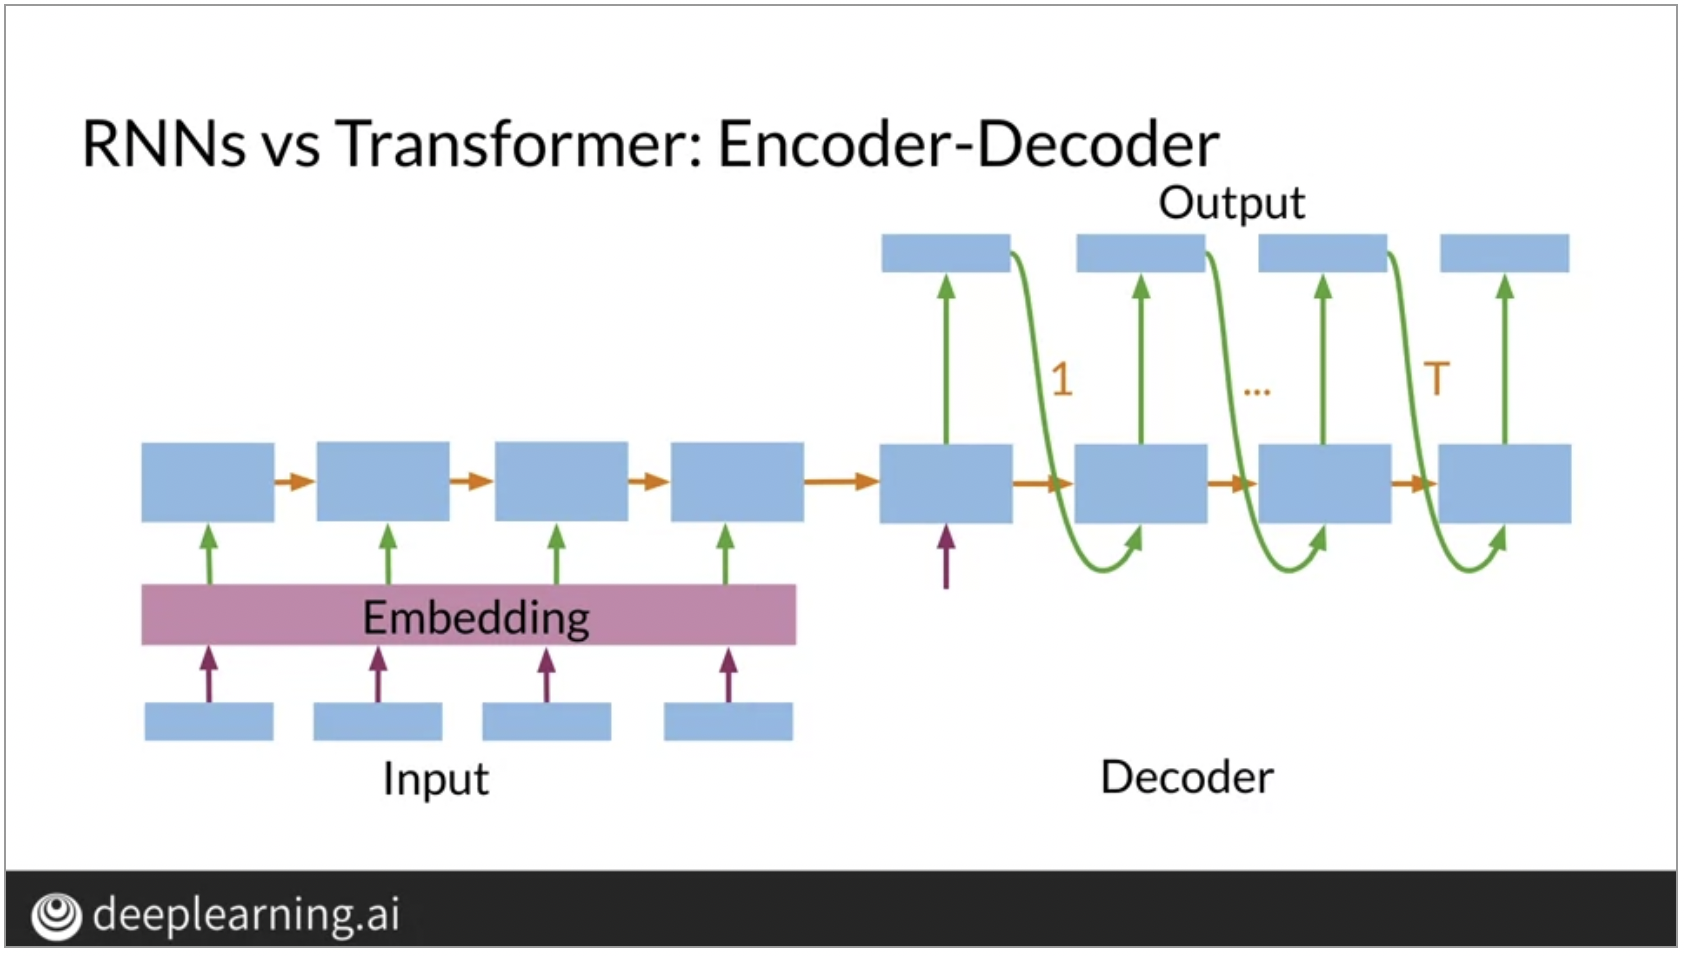 RNNs vs Transformer: Encoder-Decoder
Output
1
...
T
Embedding
Input
Decoder
deeplearning.ai